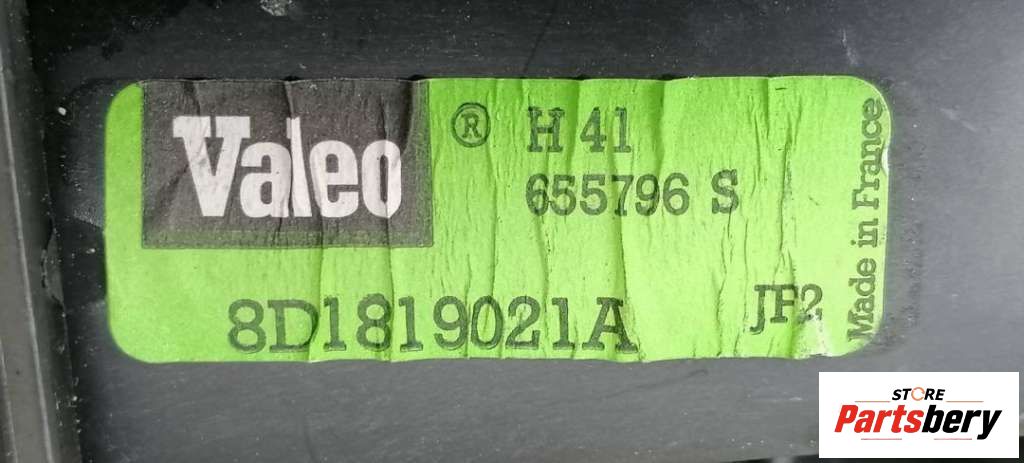 Valeo ® H 41
655796 S
8D1819021A JF2
Made in France
STORE
Partsbery